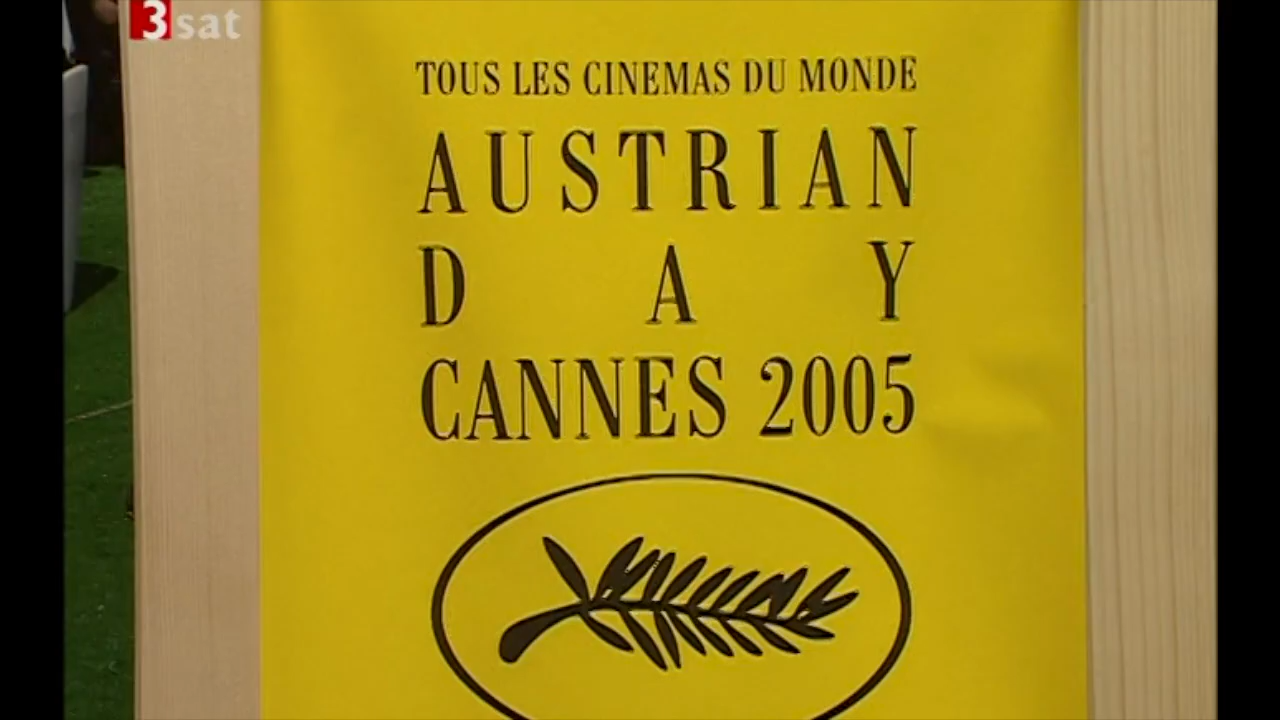 3sat
TOUS LES CINEMAS DU MONDE
AUSTRIAN
DAY
CANNES 2005